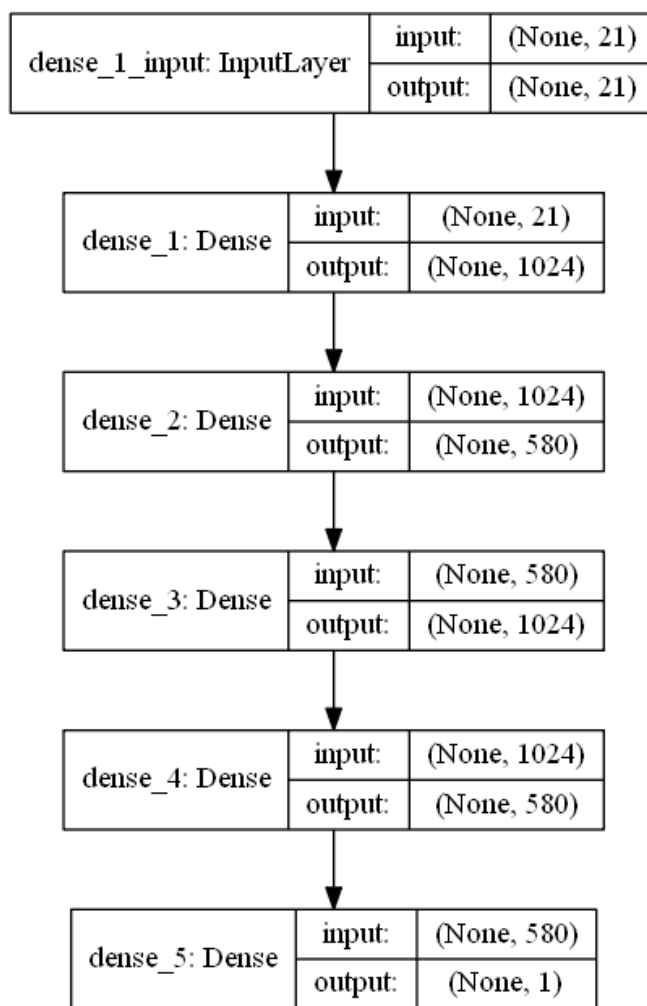 dense_1_input: InputLayer
input: (None, 21)
output: (None, 21)
dense_1: Dense
input: (None, 21)
output: (None, 1024)
dense_2: Dense
input: (None, 1024)
output: (None, 580)
dense_3: Dense
input: (None, 580)
output: (None, 1024)
dense_4: Dense
input: (None, 1024)
output: (None, 580)
dense_5: Dense
input: (None, 580)
output: (None, 1)